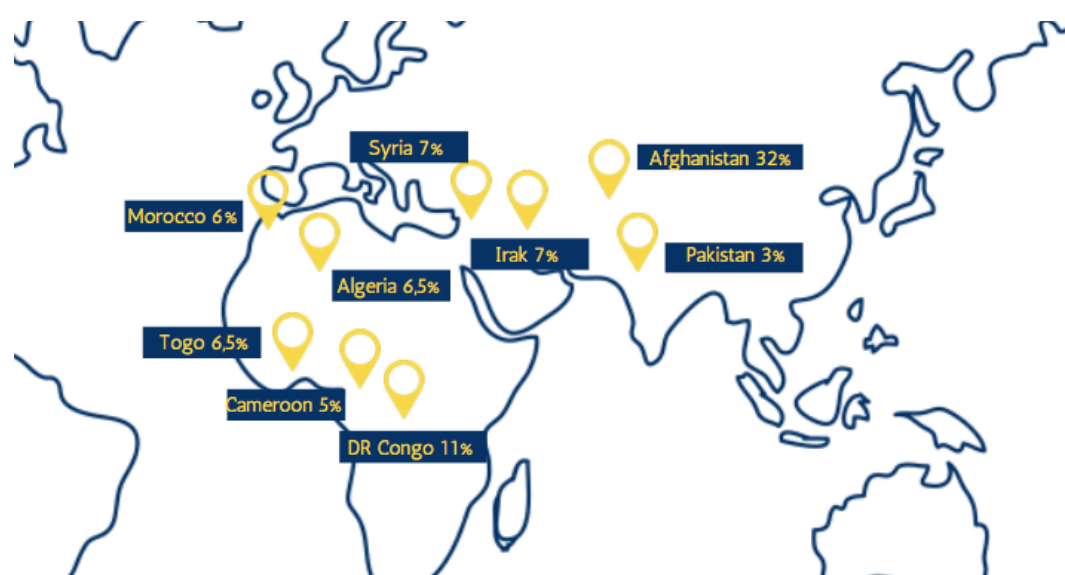 Syria 7%
Afghanistan 32%
Morocco 6%
Irak 7%
Pakistan 3%
Algeria 6,5%
Togo 6,5%
Cameroon 5%
DR Congo 11%